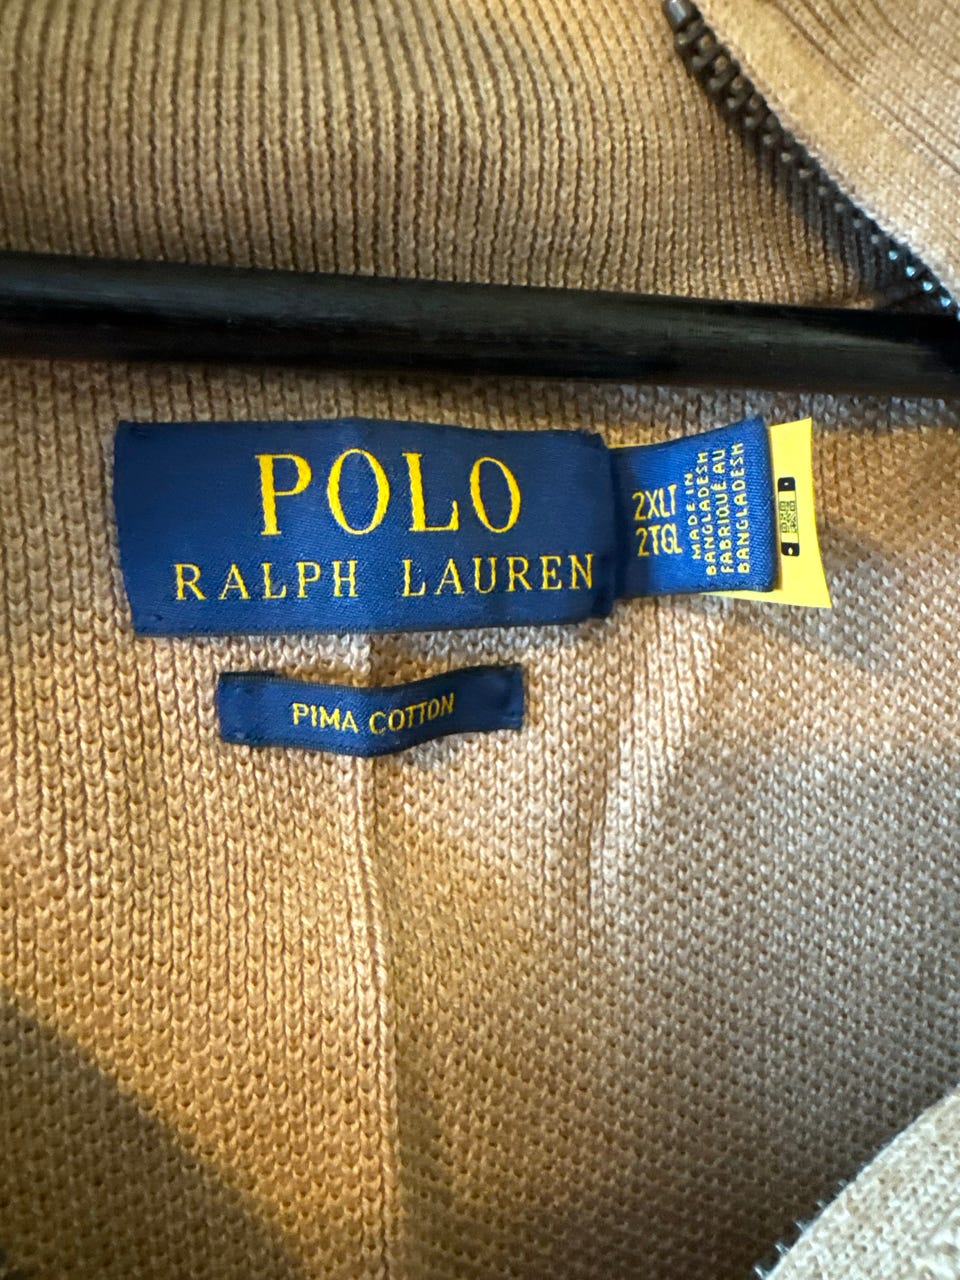 POLO
RALPH LAUREN
2XLT
2TGL
MADE IN
BANGLADESH
FABRIQUÉ AU
BANGLADESH
PIMA COTTON